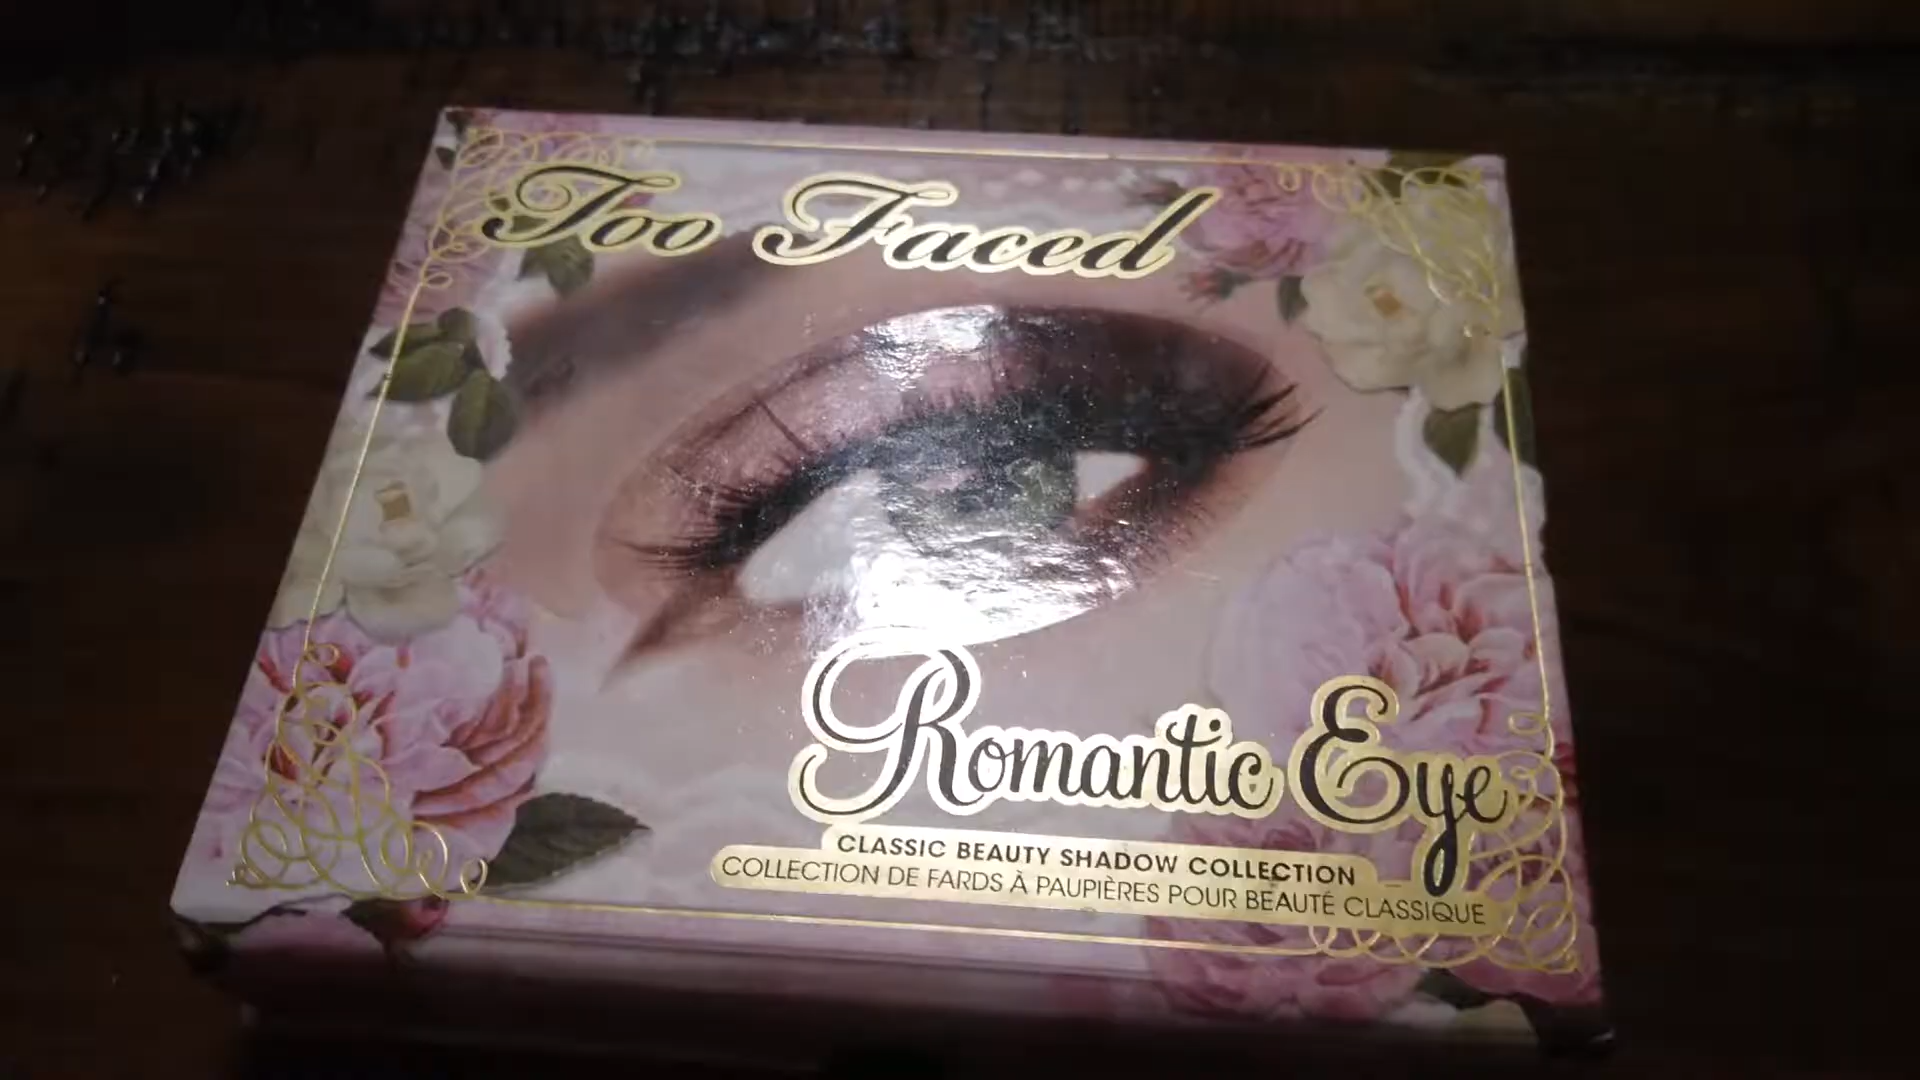 Too Faced
Romantic Eye
CLASSIC BEAUTY SHADOW COLLECTION
COLLECTION DE FARDS À PAUPIÈRES POUR BEAUTÉ CLASSIQUE